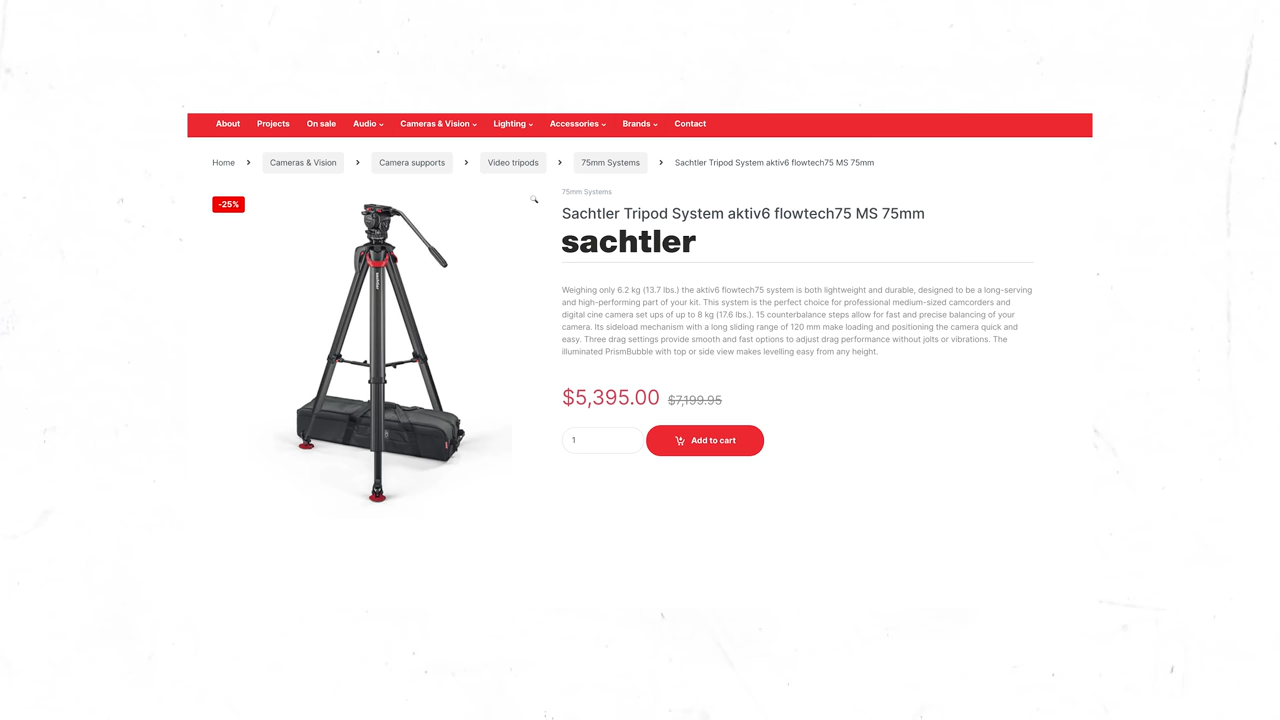 About Projects On sale Audio Cameras & Vision Lighting Accessories Brands Contact
Home Cameras & Vision Camera supports Video tripods 75mm Systems Sachtler Tripod System aktiv6 flowtech75 MS 75mm
-25%
75mm Systems
Sachtler Tripod System aktiv6 flowtech75 MS 75mm
sachtler
Weighing only 6.2 kg (13.7 lbs.) the aktiv6 flowtech75 system is both lightweight and durable, designed to be a long-serving
and high-performing part of your kit. This system is the perfect choice for professional medium-sized camcorders and
digital cine camera set ups of up to 8 kg (17.6 lbs.). 15 counterbalance steps allow for fast and precise balancing of your
camera. Its sideload mechanism with a long sliding range of 120 mm make loading and positioning the camera quick and
easy. Three drag settings provide smooth and fast options to adjust drag performance without jolts or vibrations. The
illuminated PrismBubble with top or side view makes levelling easy from any height.
$5,395.00 $7,199.95
1 Add to cart